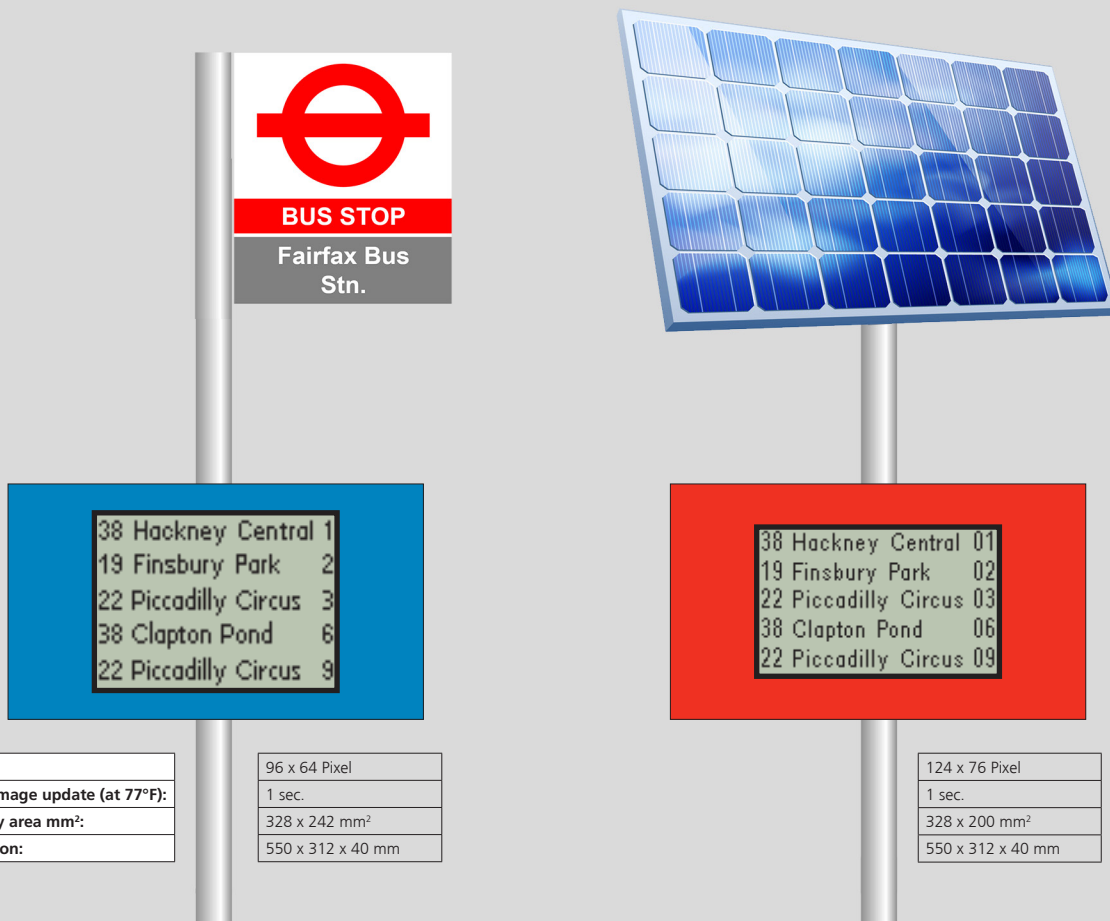 BUS STOP
Fairfax Bus
Stn.
38 Hackney Central 1
19 Finsbury Park 2
22 Piccadilly Circus 3
38 Clapton Pond 6
22 Piccadilly Circus 9
38 Hackney Central 01
19 Finsbury Park 02
22 Piccadilly Circus 03
38 Clapton Pond 06
22 Piccadilly Circus 09
96 x 64 Pixel
124 x 76 Pixel
update (at 77°F):
1 sec.
1 sec.
area mm²:
328 x 242 mm²
328 x 200 mm²
550 x 312 x 40 mm
550 x 312 x 40 mm